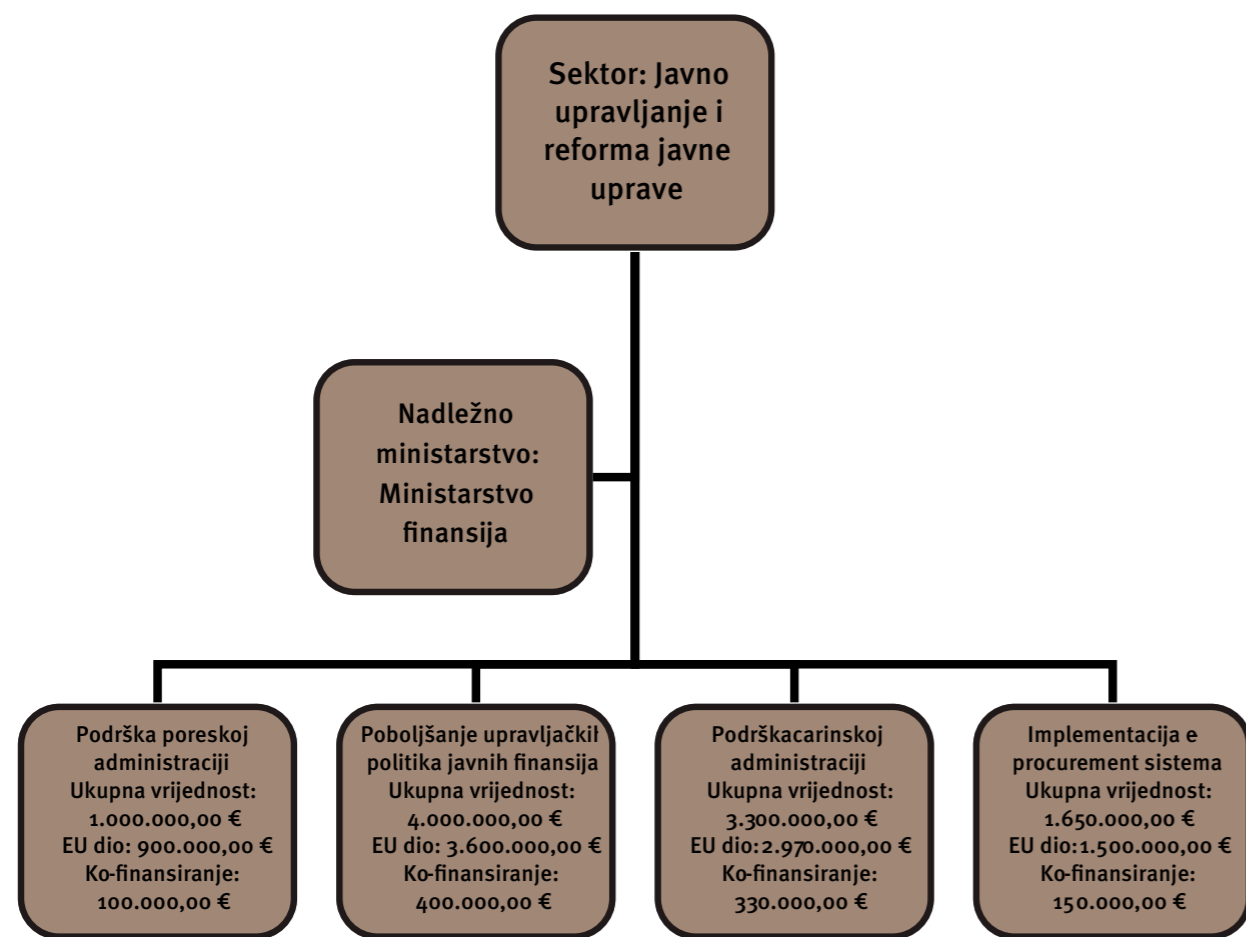 Sektor: Javno
upravljanje i
reforma javne
uprave
Nadležno
ministarstvo:
Ministarstvo
finansija
Podrška poreskoj
administraciji
Ukupna vrijednost:
1.000.000,00 €
EU dio: 900.000,00 €
Ko-finansiranje:
100.000,00 €
Poboljšanje upravljačkih
politika javnih finansija
Ukupna vrijednost:
4.000.000,00 €
EU dio: 3.600.000,00 €
Ko-finansiranje:
400.000,00 €
Podrškacarinskoj
administraciji
Ukupna vrijednost:
3.300.000,00 €
EU dio:2.970.000,00 €
Ko-finansiranje:
330.000,00 €
Implementacija e
procurement sistema
Ukupna vrijednost:
1.650.000,00 €
EU dio:1.500.000,00 €
Ko-finansiranje:
150.000,00 €